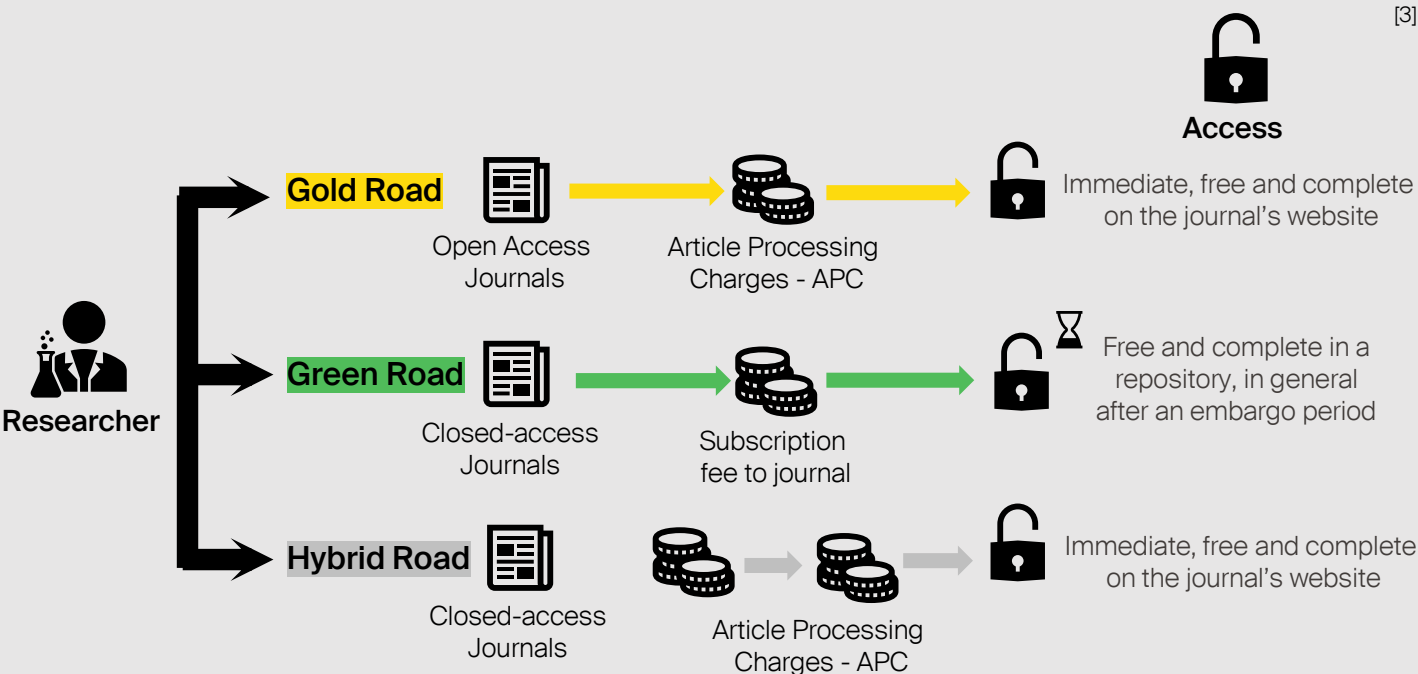 [3]
Access
Gold Road
Open Access
Journals
Article Processing
Charges - APC
Immediate, free and complete
on the journal's website
Researcher
Green Road
Closed-access
Journals
Subscription
fee to journal
Free and complete in a
repository, in general
after an embargo period
Hybrid Road
Closed-access
Journals
Article Processing
Charges - APC
Immediate, free and complete
on the journal's website